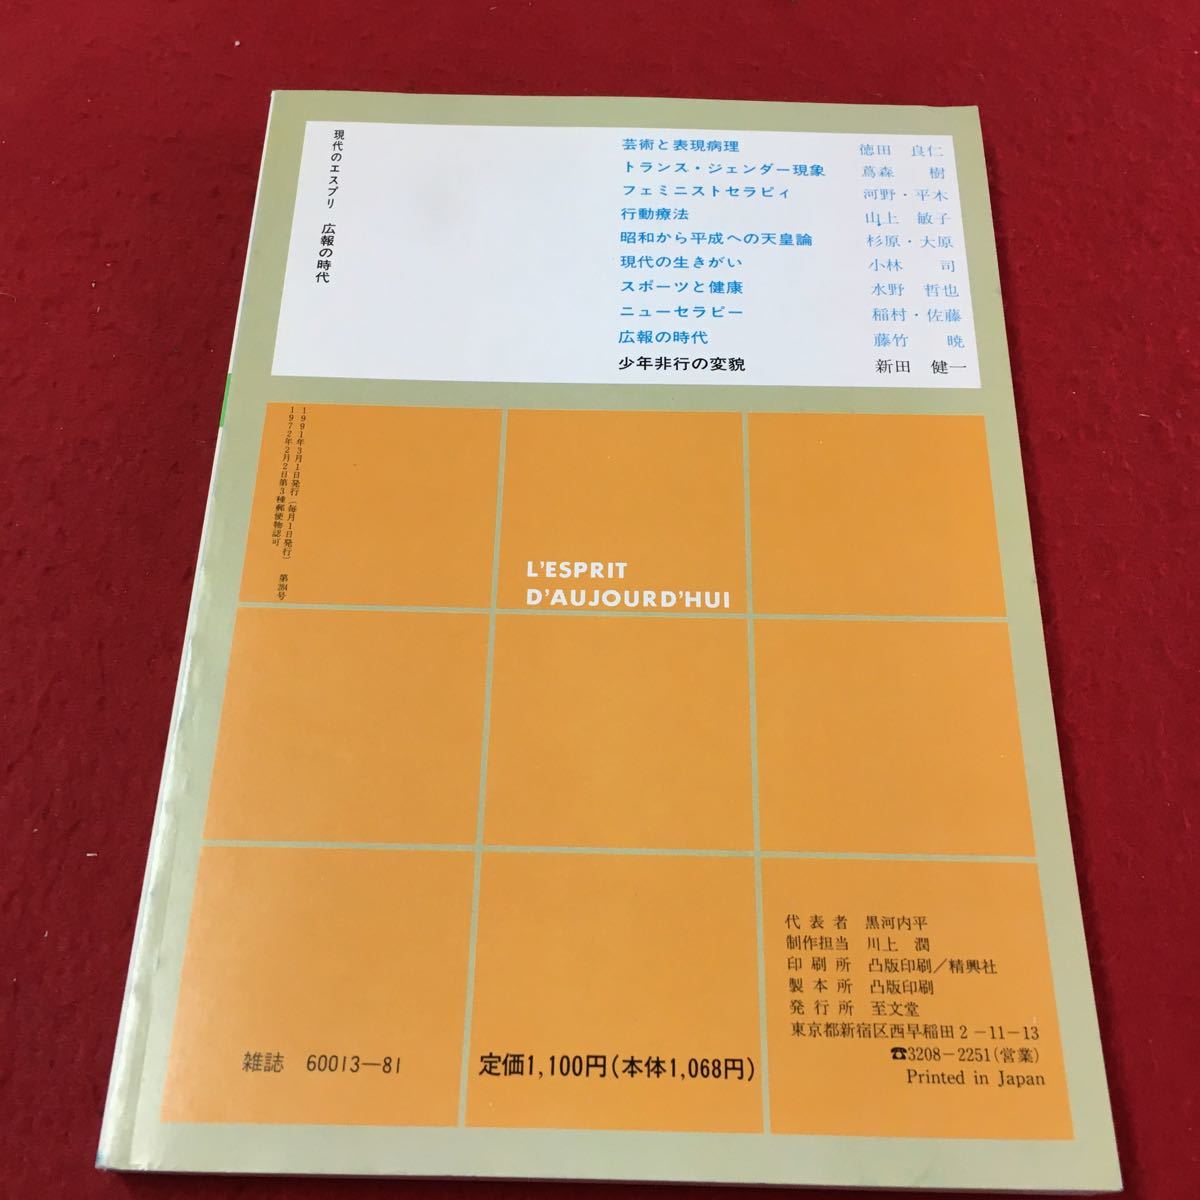 現代のエスプリ　広報の時代
芸術と表現病理　徳田　良仁
トランス・ジェンダー現象　蔦森　樹
フェミニストセラピィ　河野・平木
行動療法　山上　敏子
昭和から平成への天皇論　杉原・大原
現代の生きがい　小林　司
スポーツと健康　水野　哲也
ニューセラピー　稲村・佐藤
広報の時代　藤竹　暁
少年非行の変貌　新田　健一
1991年3月1日発行（毎月1日発行）　第284号
1972年2月2日第3種郵便物認可
L'ESPRIT
D'AUJOURD'HUI
代表者　黒河内平
制作担当　川上　潤
印刷所　凸版印刷／精興社
製本所　凸版印刷
発行所　至文堂
東京都新宿区西早稲田2－11－13
☎3208－2251（営業）
Printed in Japan
雑誌　60013―81
定価1,100円（本体1,068円）